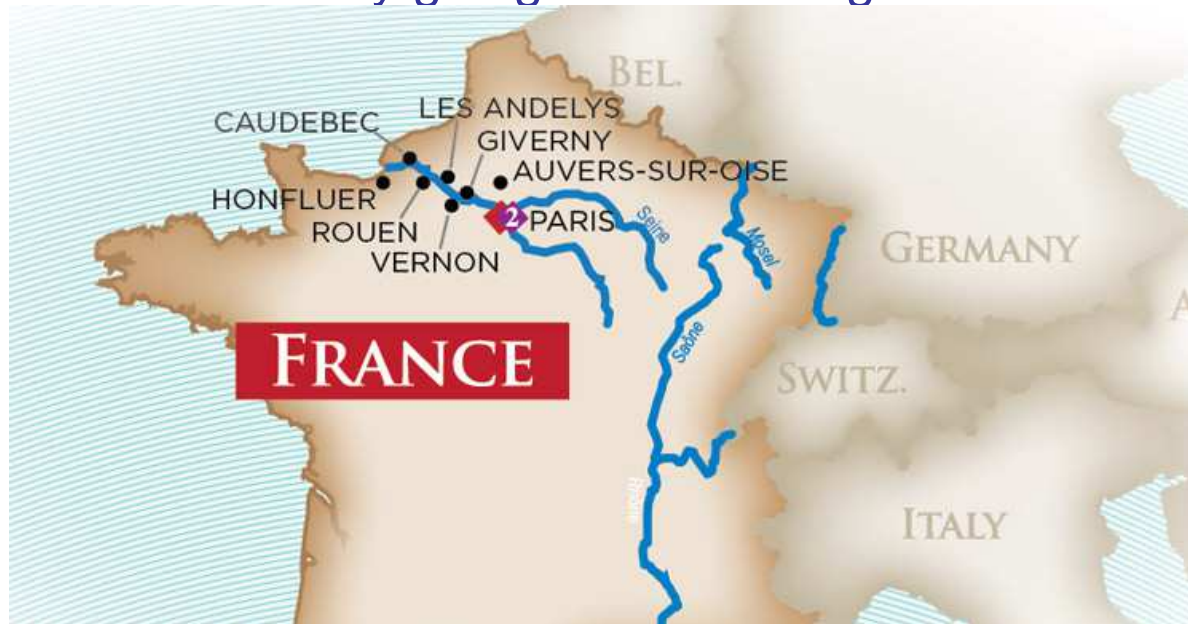 BEL.
LES ANDELYS
CAUDEBEC
GIVERNY
AUVERS-SUR-OISE
HONFLUER
ROUEN
2 PARIS
VERNON
Seine
Mosel
GERMANY
Saône
FRANCE
SWITZ.
Rhône
ITALY